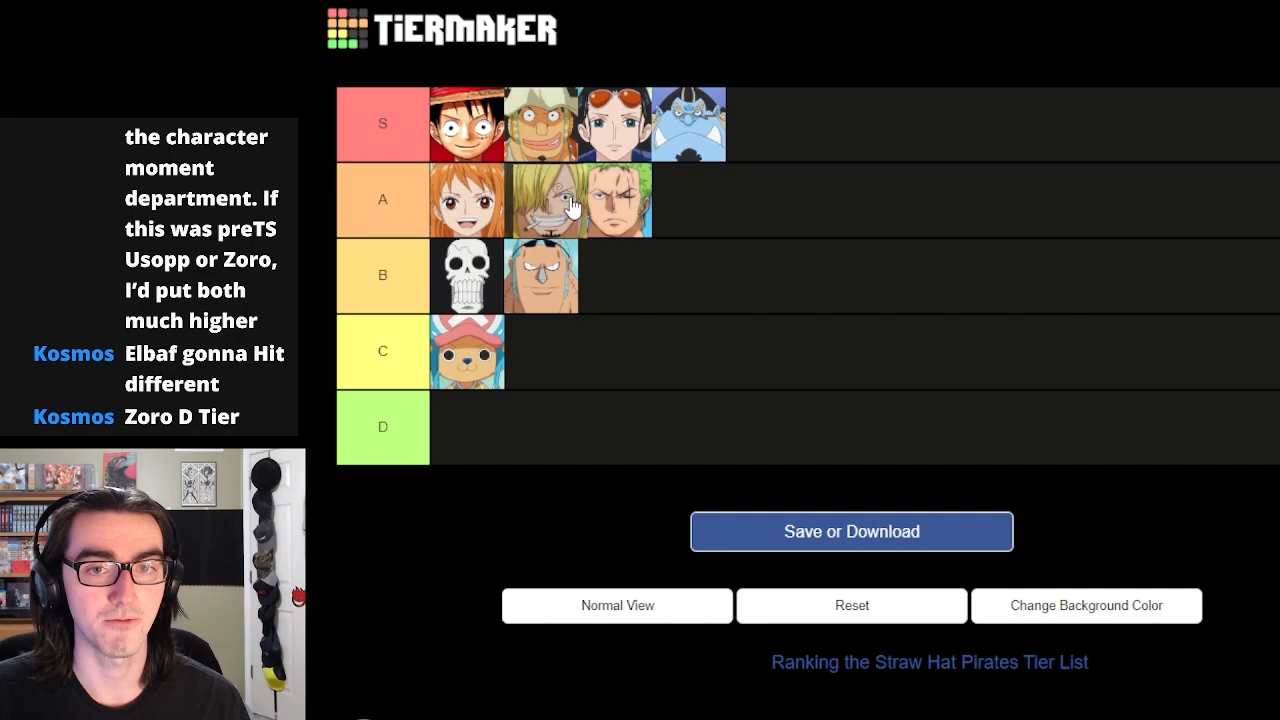 TiERMAKER
the character
moment
department. If
this was preTS
Usopp or Zoro,
I'd put both
much higher
Kosmos Elbaf gonna Hit
different
Kosmos Zoro D Tier
S
A
B
C
D
Save or Download
Normal View
Reset
Change Background Color
Ranking the Straw Hat Pirates Tier List